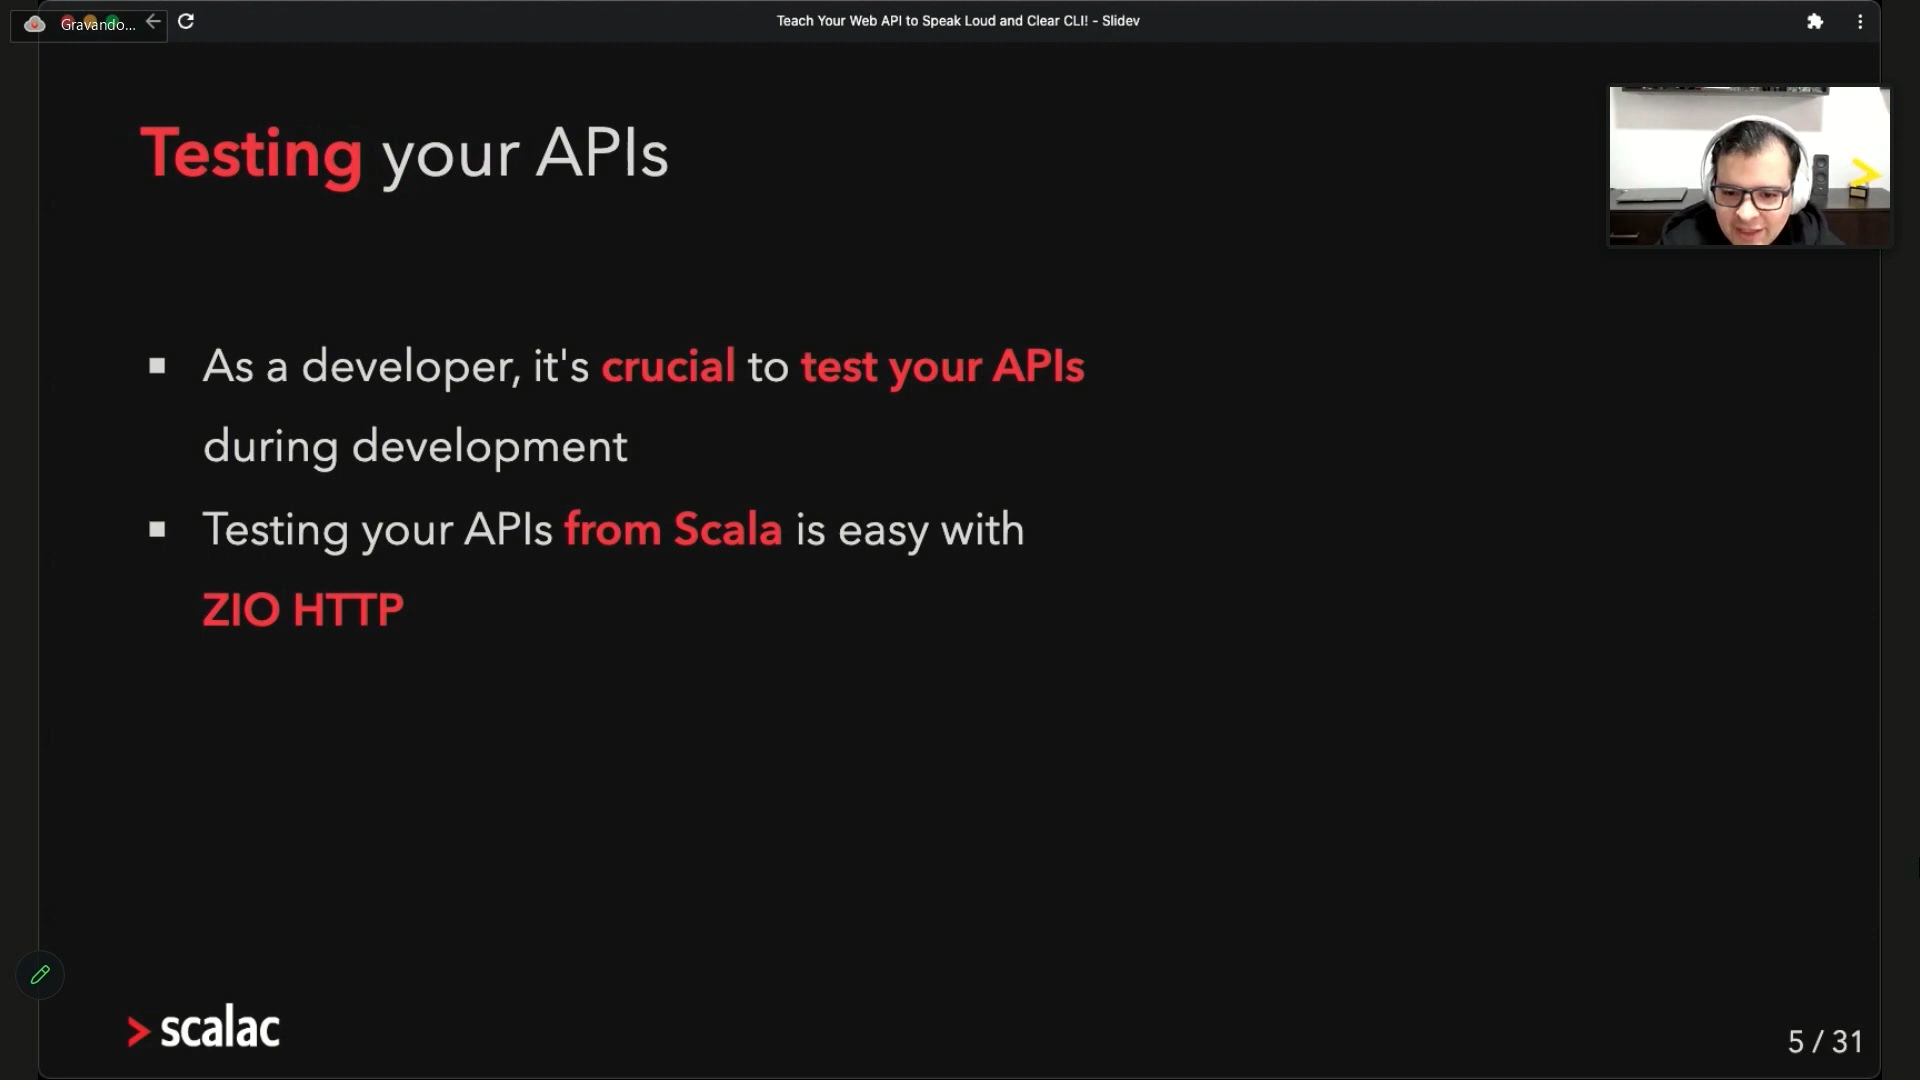 Gravando...
Teach Your Web API to Speak Loud and Clear CLI! - Slidev
Testing your APIs
As a developer, it's crucial to test your APIs
during development
Testing your APIs from Scala is easy with
ZIO HTTP
scalac
5 / 31